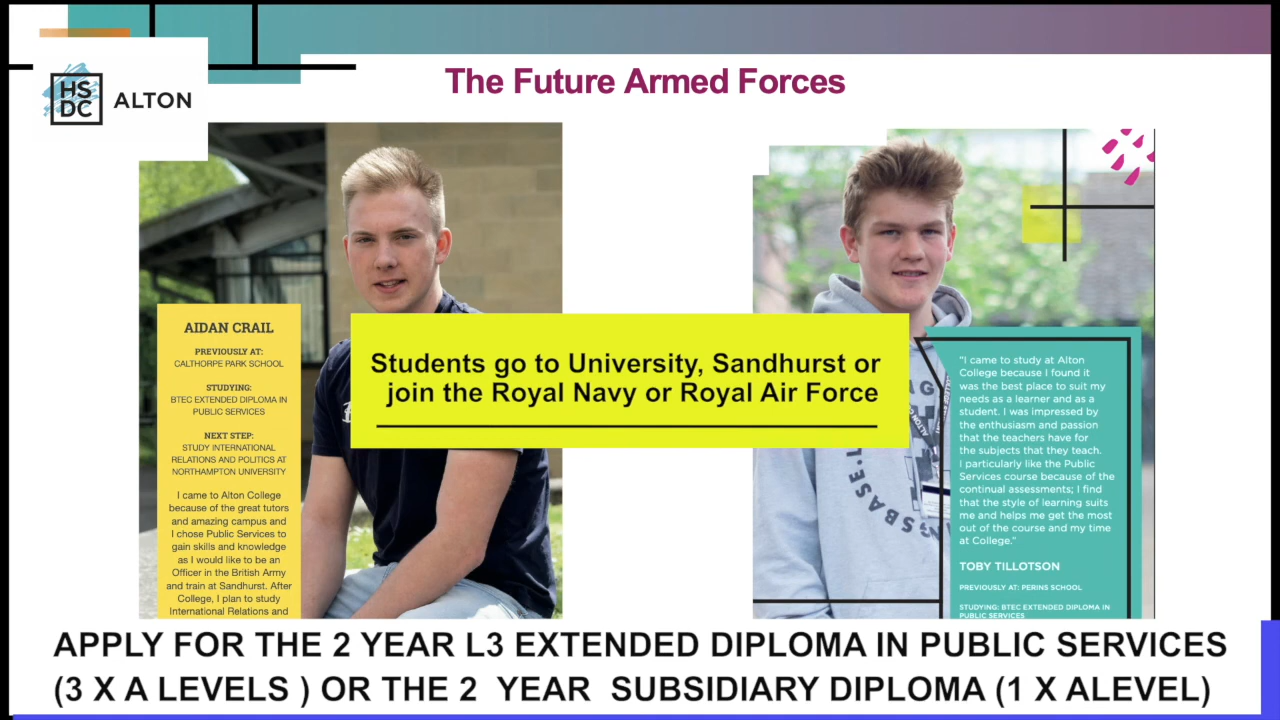 HS
DC
ALTON
The Future Armed Forces
AIDAN CRAIL
PREVIOUSLY AT:
CALTHORPE PARK SCHOOL
STUDYING:
BTEC EXTENDED DIPLOMA IN
PUBLIC SERVICES
NEXT STEP:
STUDY INTERNATIONAL
RELATIONS AND POLITICS AT
NORTHAMPTON UNIVERSITY
I came to Alton College
because of the great tutors
and amazing campus and
I chose Public Services to
gain skills and knowledge
as I would like to be an
Officer in the British Army
and train at Sandhurst. After
College, I plan to study
International Relations and
Students go to University, Sandhurst or
join the Royal Navy or Royal Air Force
"I came to study at Alton
College because I found it
was the best place to suit my
needs as a learner and as a
student. I was impressed by
the enthusiasm and passion
that the teachers have for
the subjects that they teach.
I particularly like the Public
Services course because of the
continual assessments; I find
that the style of learning suits
me and helps me get the most
out of the course and my time
at College."
TOBY TILLOTSON
PREVIOUSLY AT: PERINS SCHOOL
STUDYING: BTEC EXTENDED DIPLOMA IN
PUBLIC SERVICES
APPLY FOR THE 2 YEAR L3 EXTENDED DIPLOMA IN PUBLIC SERVICES
(3 X A LEVELS ) OR THE 2 YEAR SUBSIDIARY DIPLOMA (1 X ALEVEL)